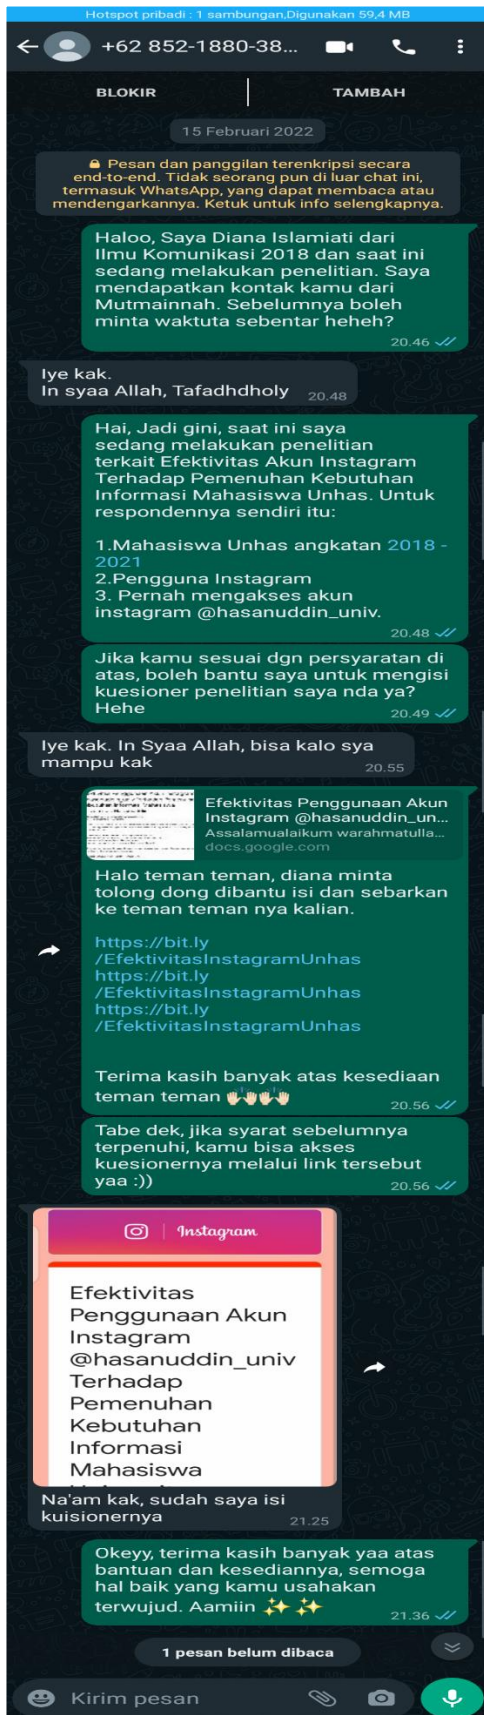 Hotspot pribadi : 1 sambungan,Digunakan 59,4 MB
+62 852-1880-38...
BLOKIR
TAMBAH
15 Februari 2022
Pesan dan panggilan terenkripsi secara
end-to-end. Tidak seorang pun di luar chat ini,
termasuk WhatsApp, yang dapat membaca atau
mendengarkannya. Ketuk untuk info selengkapnya.
Haloo, Saya Diana Islamiati dari
Ilmu Komunikasi 2018 dan saat ini
sedang melakukan penelitian. Saya
mendapatkan kontak kamu dari
Mutmainnah. Sebelumnya boleh
minta waktuta sebentar heheh?
20.46
Iye kak.
In syaa Allah, Tafadhdholy
20.48
Hai, Jadi gini, saat ini saya
sedang melakukan penelitian
terkait Efektivitas Akun Instagram
Terhadap Pemenuhan Kebutuhan
Informasi Mahasiswa Unhas. Untuk
respondennya sendiri itu:
1.Mahasiswa Unhas angkatan 2018 -
2021
2.Pengguna Instagram
3. Pernah mengakses akun
instagram @hasanuddin_univ.
20.48
Jika kamu sesuai dgn persyaratan di
atas, boleh bantu saya untuk mengisi
kuesioner penelitian saya nda ya?
Hehe
20.49
Iye kak. In Syaa Allah, bisa kalo sya
mampu kak
20.55
Efektivitas Penggunaan Akun
Instagram @hasanuddin_un...
Assalamualaikum warahmatulla...
docs.google.com
Halo teman teman, diana minta
tolong dong dibantu isi dan sebarkan
ke teman teman nya kalian.
https://bit.ly
/EfektivitasInstagramUnhas
https://bit.ly
/EfektivitasInstagramUnhas
https://bit.ly
/EfektivitasInstagramUnhas
Terima kasih banyak atas kesediaan
teman teman 🙌🏻🙌🏻
20.56
Tabe dek, jika syarat sebelumnya
terpenuhi, kamu bisa akses
kuesionernya melalui link tersebut
yaa :))
20.56
Instagram
Efektivitas
Penggunaan Akun
Instagram
@hasanuddin_univ
Terhadap
Pemenuhan
Kebutuhan
Informasi
Mahasiswa
Na'am kak, sudah saya isi
kuisionernya
21.25
Okeyy, terima kasih banyak yaa atas
bantuan dan kesediannya, semoga
hal baik yang kamu usahakan
terwujud. Aamiin ✨ ✨
21.36
1 pesan belum dibaca
Kirim pesan